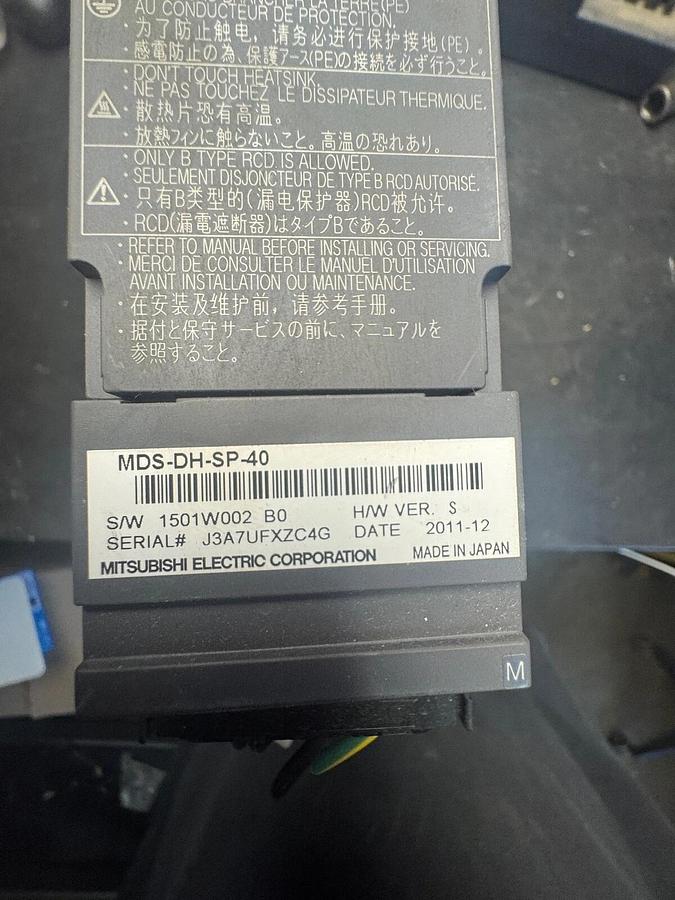 AU CONDUCTEUR DE PROTECTION.
・为了防止触电，请务必进行保护接地(PE)。
・感電防止の為、保護アース(PE)の接続を必ず行うこと。
・DON'T TOUCH HEATSINK.
・NE PAS TOUCHEZ LE DISSIPATEUR THERMIQUE.
・散热片恐有高温。
・放熱フィンに触らないこと。高温の恐れあり。
・ONLY B TYPE RCD IS ALLOWED.
・SEULEMENT DISJONCTEUR DE TYPE B RCD AUTORISÉ.
・只有B类型的(漏电保护器)RCD被允许。
・RCD(漏電遮断器)はタイプBであること。
・REFER TO MANUAL BEFORE INSTALLING OR SERVICING.
・MERCI DE CONSULTER LE MANUEL D'UTILISATION
AVANT INSTALLATION OU MAINTENANCE.
・在安装及维护前，请参考手册。
・据付と保守サービスの前に、マニュアルを
参照すること。
MDS-DH-SP-40
S/W 1501W002 B0 H/W VER. S
SERIAL# J3A7UFXZC4G DATE 2011-12
MITSUBISHI ELECTRIC CORPORATION MADE IN JAPAN
M